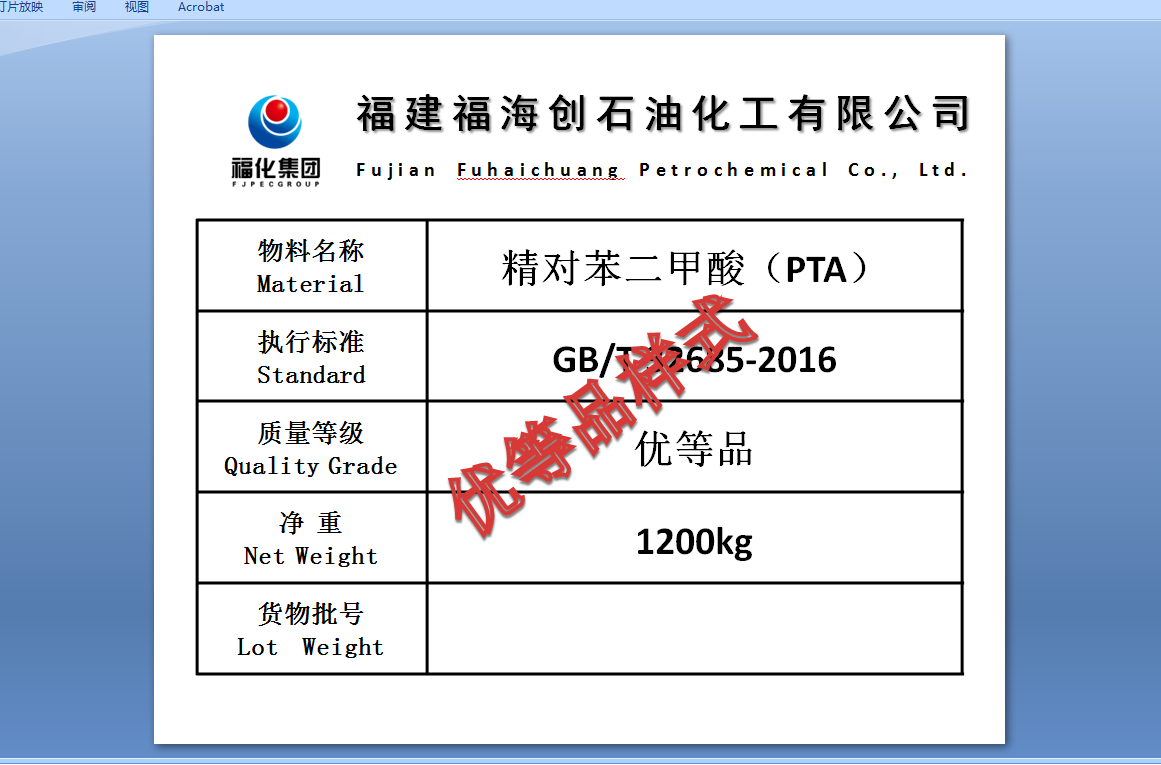 片放映 审阅 视图 Acrobat
福建福海创石油化工有限公司
福化集团
FJPECGROUP
Fujian Fuhaichuang Petrochemical Co., Ltd.
物料名称
Material
精对苯二甲酸（PTA）
执行标准
Standard
GB/T 32685-2016
质量等级
Quality Grade
优等品
优等品样式
净 重
Net Weight
1200kg
货物批号
Lot Weight